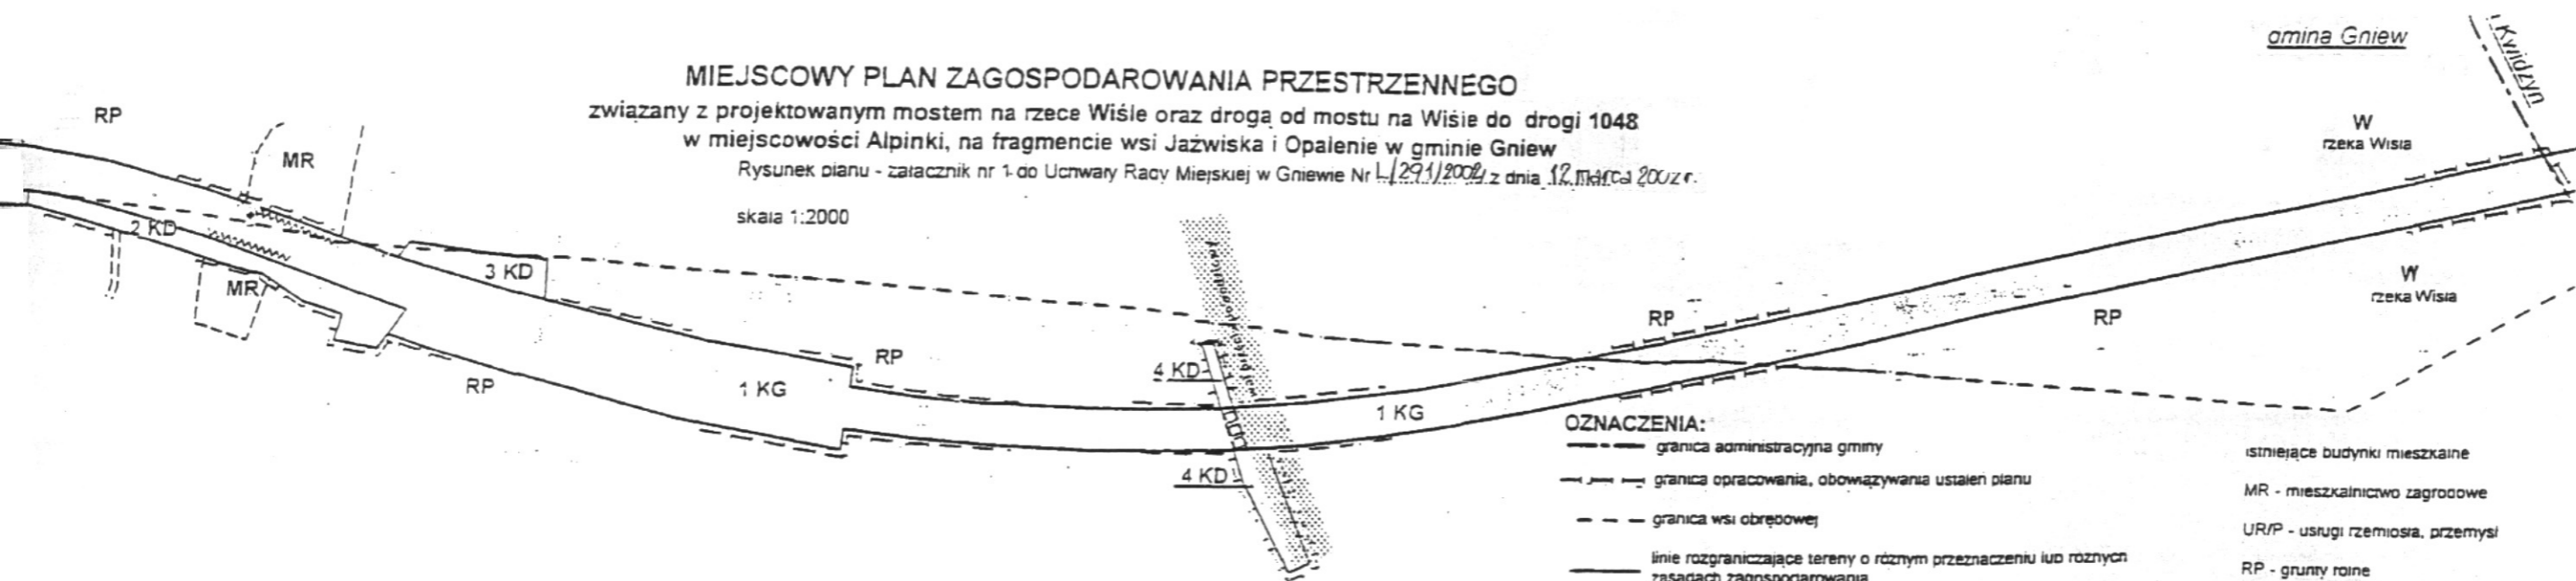 gmina Gniew
Kwidzyn
MIEJSCOWY PLAN ZAGOSPODAROWANIA PRZESTRZENNEGO
związany z projektowanym mostem na rzece Wiśle oraz drogą od mostu na Wiśle do drogi 1048
w miejscowości Alpinki, na fragmencie wsi Jaźwiska i Opalenie w gminie Gniew
Rysunek planu - załącznik nr 1 do Uchwały Rady Miejskiej w Gniewie Nr L/291/2002 z dnia 12 marca 2002 r.
skala 1:2000
RP
MR
W
rzeka Wisła
2 KD
3 KD
MR
W
rzeka Wisła
RP
RP
RP
4 KD
RP
1 KG
1 KG
4 KD
OZNACZENIA:
granica administracyjna gminy
granica opracowania, obowiązywania ustaleń planu
granica wsi obrębowej
linie rozgraniczające tereny o różnym przeznaczeniu lub różnych
zasadach zagospodarowania
istniejące budynki mieszkalne
MR - mieszkalnictwo zagrodowe
UR/P - usługi rzemiosła, przemysł
RP - grunty rolne